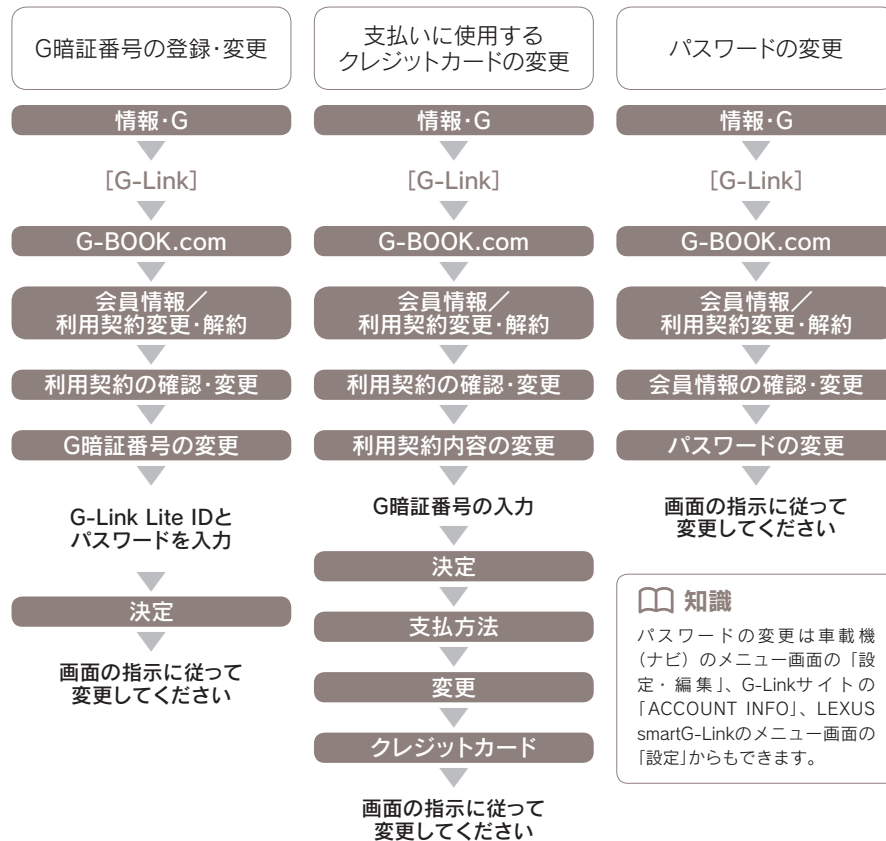 G暗証番号の登録・変更
情報・G
[G-Link]
G-BOOK.com
会員情報／
利用契約変更・解約
利用契約の確認・変更
G暗証番号の変更
G-Link Lite IDと
パスワードを入力
決定
画面の指示に従って
変更してください
支払いに使用する
クレジットカードの変更
情報・G
[G-Link]
G-BOOK.com
会員情報／
利用契約変更・解約
利用契約の確認・変更
利用契約内容の変更
G暗証番号の入力
決定
支払方法
変更
クレジットカード
画面の指示に従って
変更してください
パスワードの変更
情報・G
[G-Link]
G-BOOK.com
会員情報／
利用契約変更・解約
会員情報の確認・変更
パスワードの変更
画面の指示に従って
変更してください
知識
パスワードの変更は車載機
（ナビ）のメニュー画面の「設
定・編集」、G-Linkサイトの
「ACCOUNT INFO」、LEXUS
smartG-Linkのメニュー画面の
「設定」からもできます。